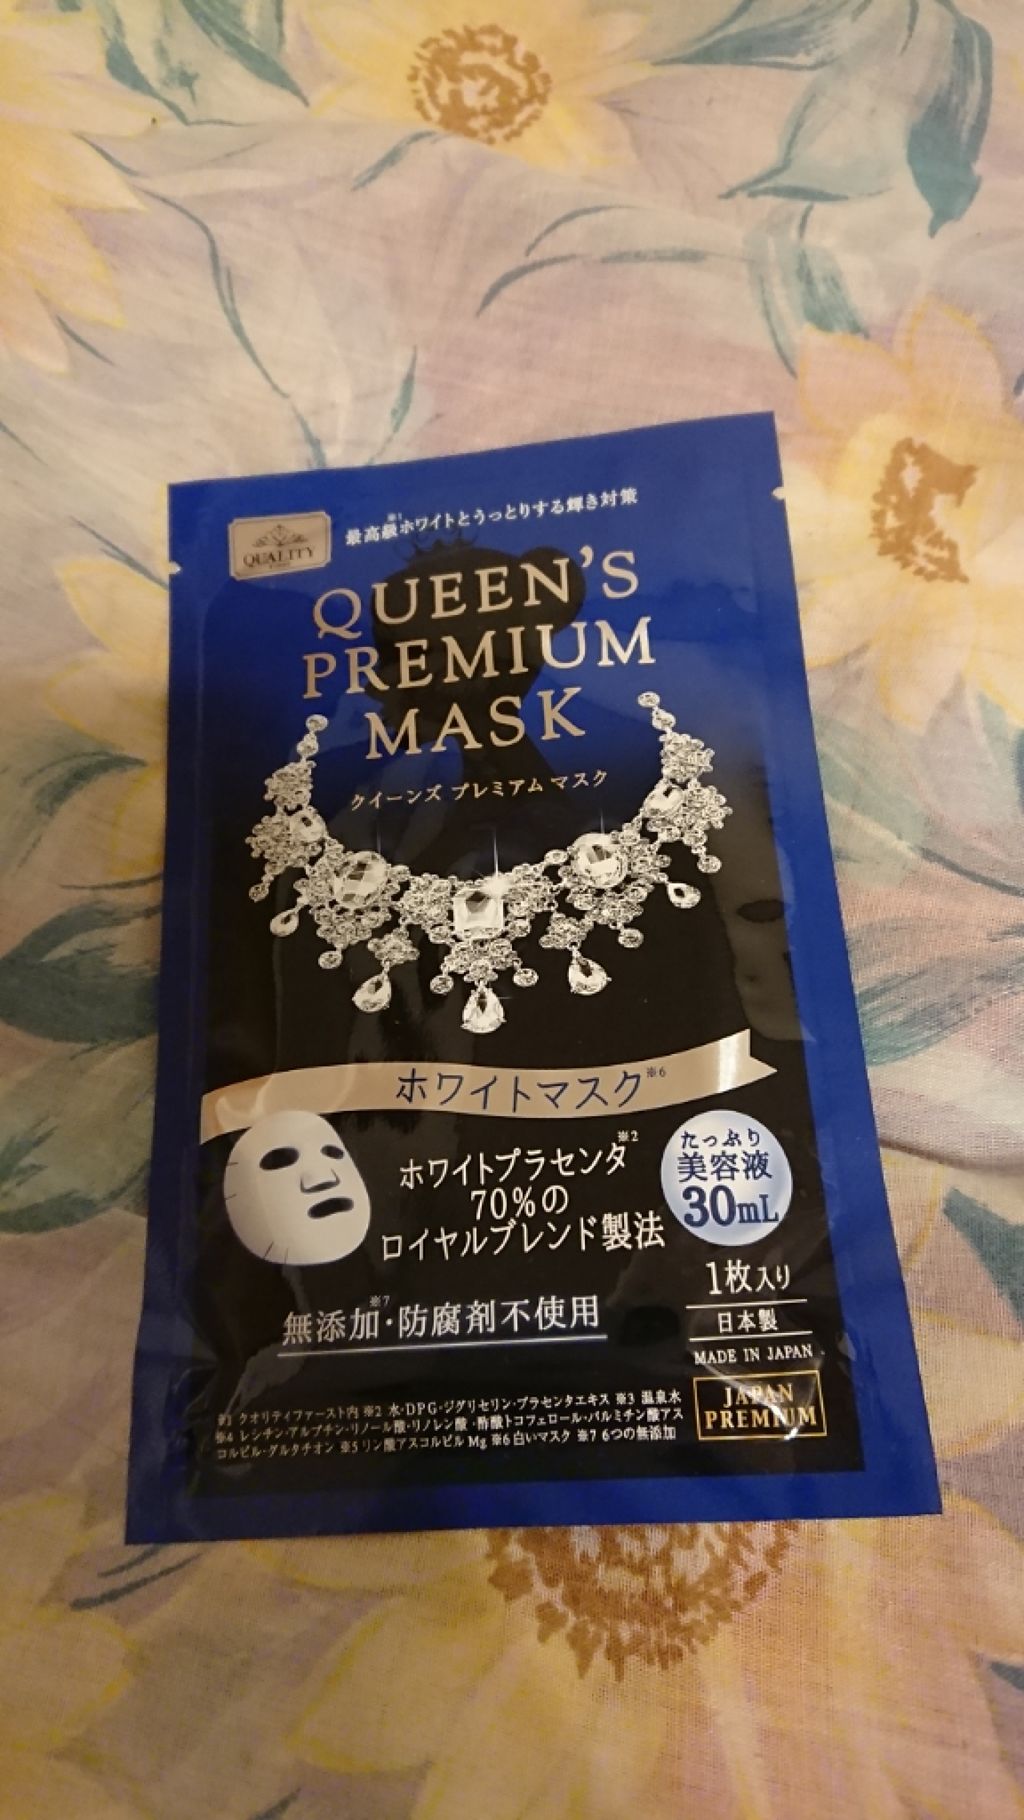 QUALITY
※1
最高級ホワイトとうっとりする輝き対策
QUEEN'S
PREMIUM
MASK
クイーンズ プレミアム マスク
ホワイトマスク※6
ホワイトプラセンタ※2
70%の
ロイヤルブレンド製法
たっぷり
美容液
30mL
1枚入り
日本製
MADE IN JAPAN
JAPAN
PREMIUM
無添加※7・防腐剤不使用
※1 クオリティファースト内 ※2 水・DPG・ジグリセリン・プラセンタエキス ※3 温泉水
※4 レシチン・アルブチン・リノール酸・リノレン酸・酢酸トコフェロール・パルミチン酸アス
コルビル・グルタチオン ※5 リン酸アスコルビルMg ※6 白いマスク ※7 6つの無添加